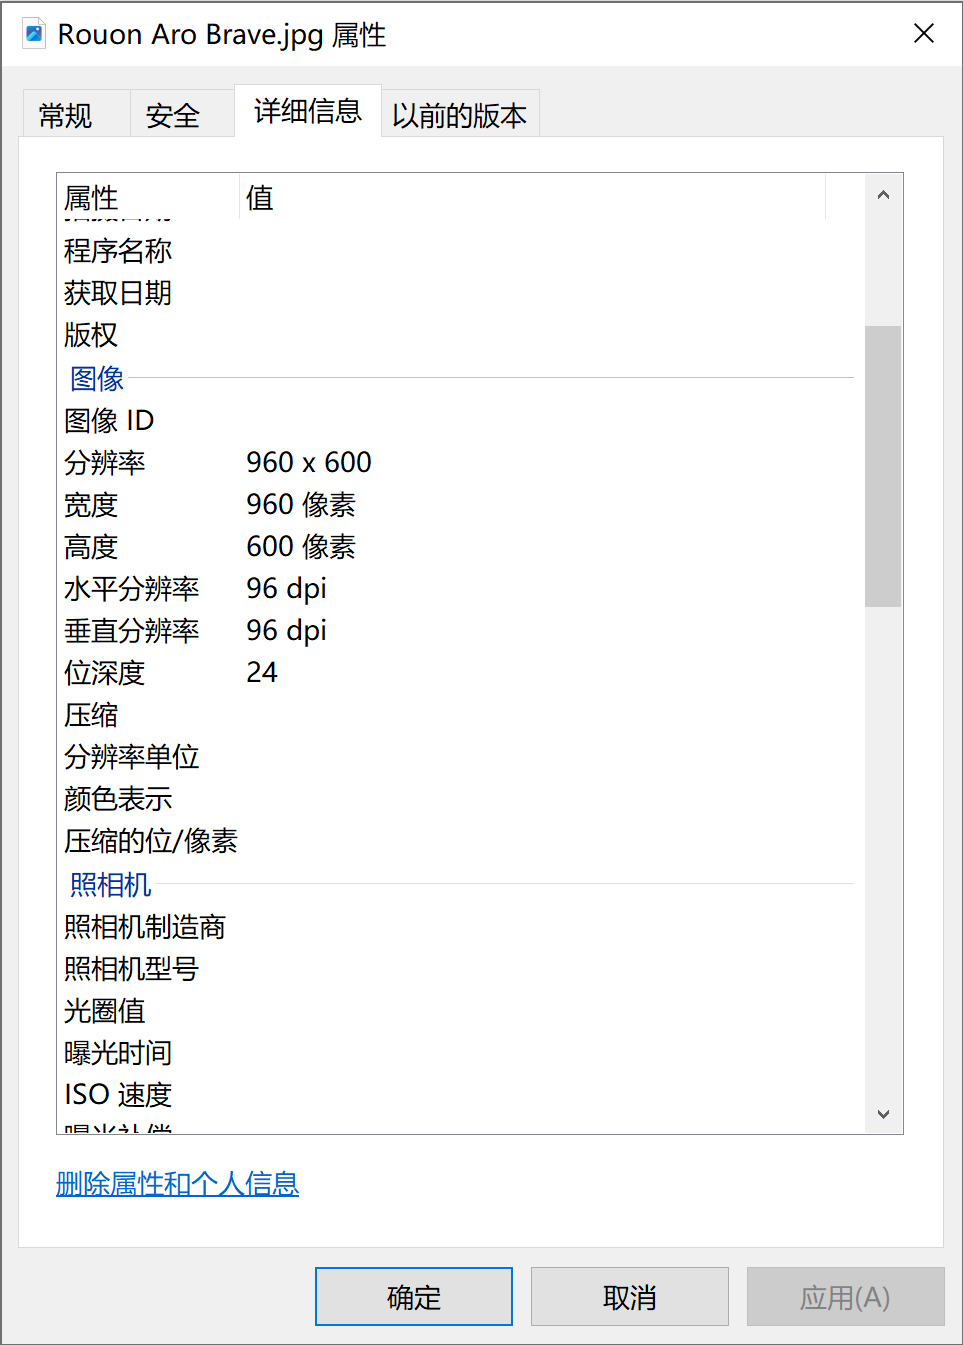 Rouon Aro Brave.jpg 属性
常规 安全 详细信息 以前的版本
属性 值
程序名称
获取日期
版权
图像
图像 ID
分辨率 960 x 600
宽度 960 像素
高度 600 像素
水平分辨率 96 dpi
垂直分辨率 96 dpi
位深度 24
压缩
分辨率单位
颜色表示
压缩的位/像素
照相机
照相机制造商
照相机型号
光圈值
曝光时间
ISO 速度
曝光补偿
删除属性和个人信息
确定 取消 应用(A)